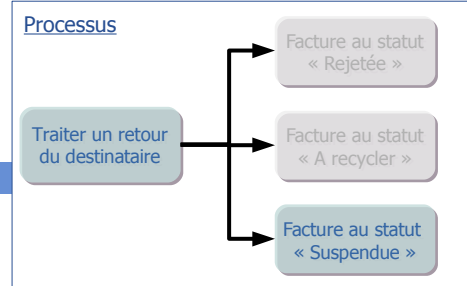 Processus
Facture au statut
« Rejetée »
Traiter un retour
du destinataire
Facture au statut
« A recycler »
Facture au statut
« Suspendue »